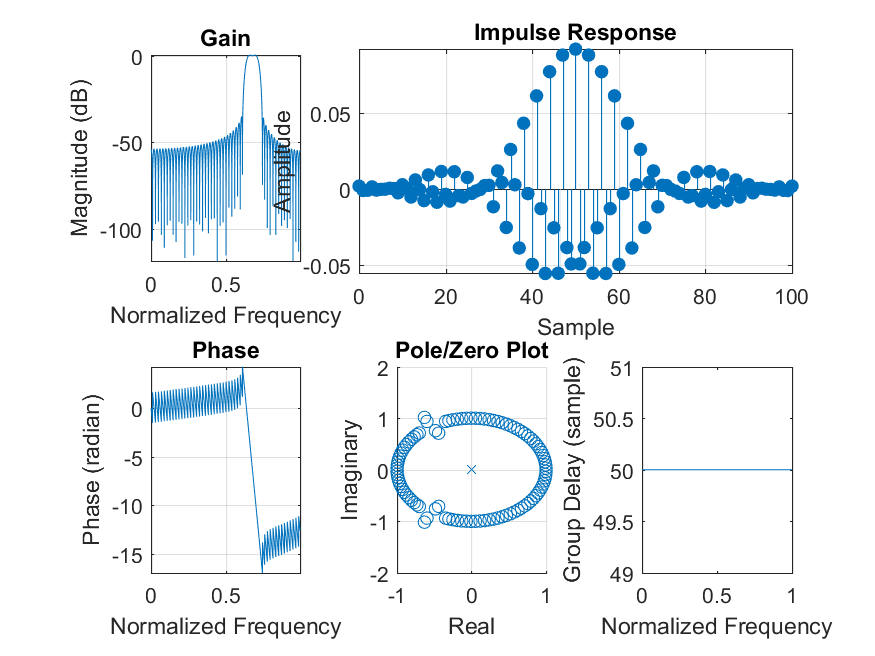 Gain
Magnitude (dB)
0
-50
-100
0
0.5
Normalized Frequency
Impulse Response
Amplitude
0.05
0
-0.05
0
20
40
60
80
100
Sample
Phase
Phase (radian)
0
-5
-10
-15
0
0.5
Normalized Frequency
Pole/Zero Plot
Imaginary
2
1
0
-1
-2
-1
0
1
Real
Group Delay (sample)
51
50.5
50
49.5
49
0
0.5
1
Normalized Frequency